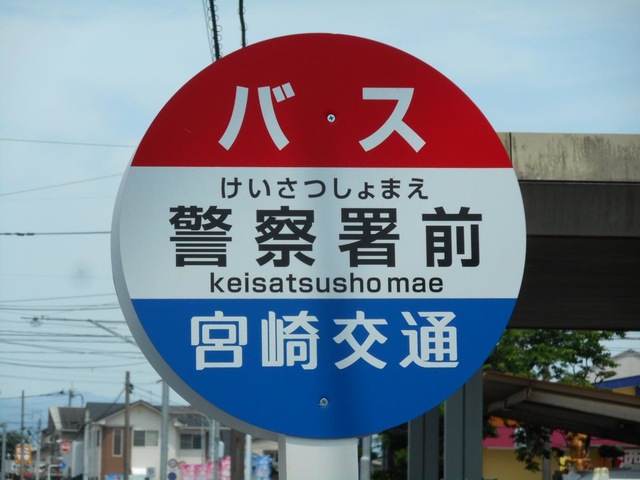 バス
けいさつしょまえ
警察署前
keisatsusho mae
宮崎交通